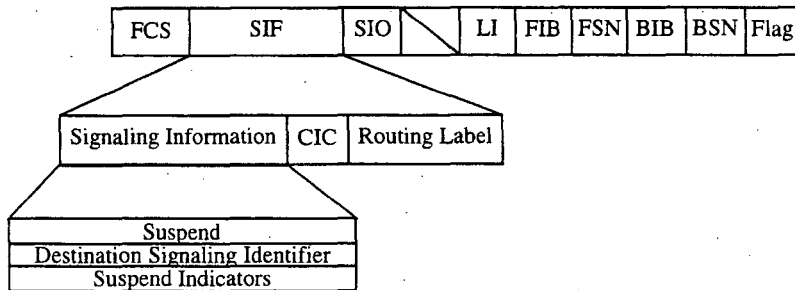 FCS SIF SIO LI FIB FSN BIB BSN Flag
Signaling Information CIC Routing Label
Suspend
Destination Signaling Identifier
Suspend Indicators